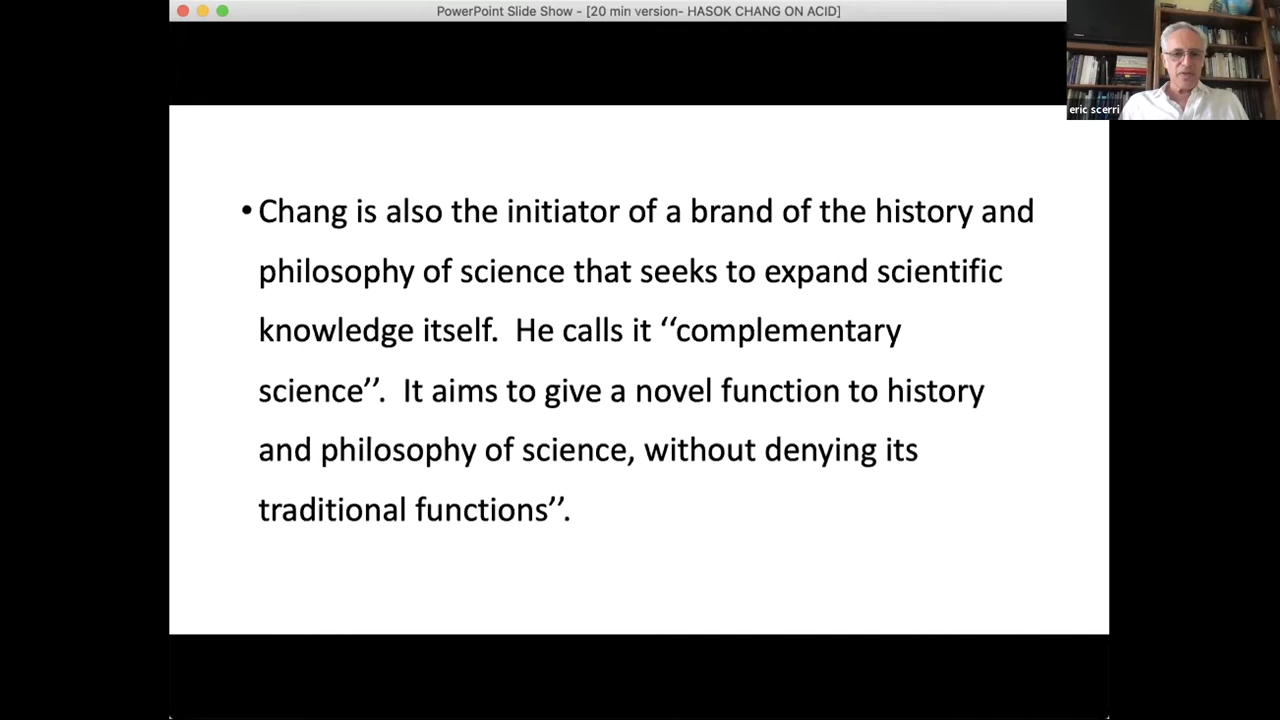 PowerPoint Slide Show - [20 min version- HASOK CHANG ON ACID]
eric scerri
• Chang is also the initiator of a brand of the history and
philosophy of science that seeks to expand scientific
knowledge itself.  He calls it ‘‘complementary
science’’.  It aims to give a novel function to history
and philosophy of science, without denying its
traditional functions’’.